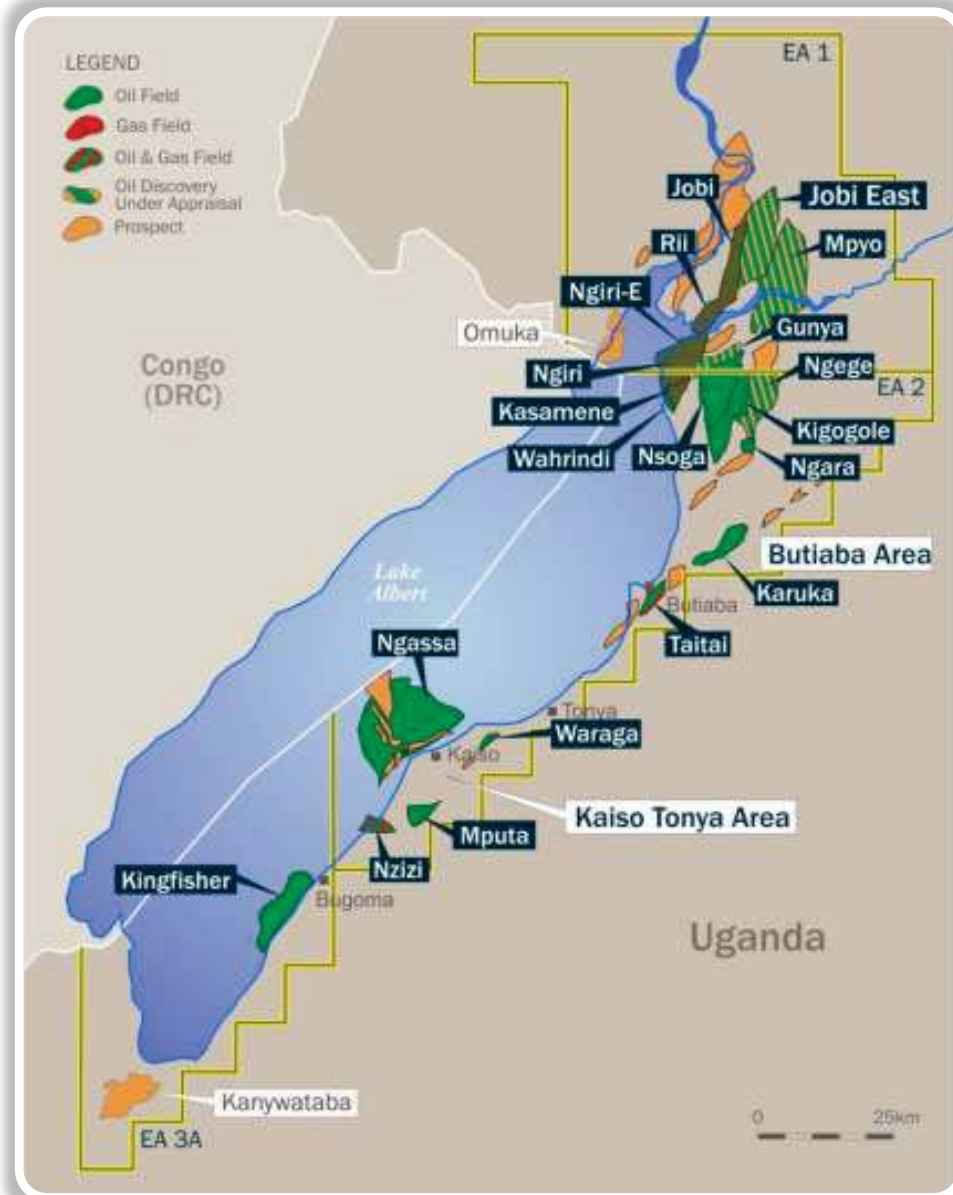 LEGEND
Oil Field
Gas Field
Oil & Gas Field
Oil Discovery
Under Appraisal
Prospect
EA 1
Jobi
Jobi East
Rii
Mpyo
Ngiri-E
Omuka
Gunya
Congo
(DRC)
Ngiri
Ngege
EA 2
Kasamene
Kigogole
Wahrindi
Nsoga
Ngara
Butiaba Area
Lake
Albert
Karuka
Butiaba
Taitai
Ngassa
Tonya
Waraga
Kaiso
Kaiso Tonya Area
Mputa
Nzizi
Kingfisher
Bugoma
Uganda
Kanywataba
EA 3A
0 25km